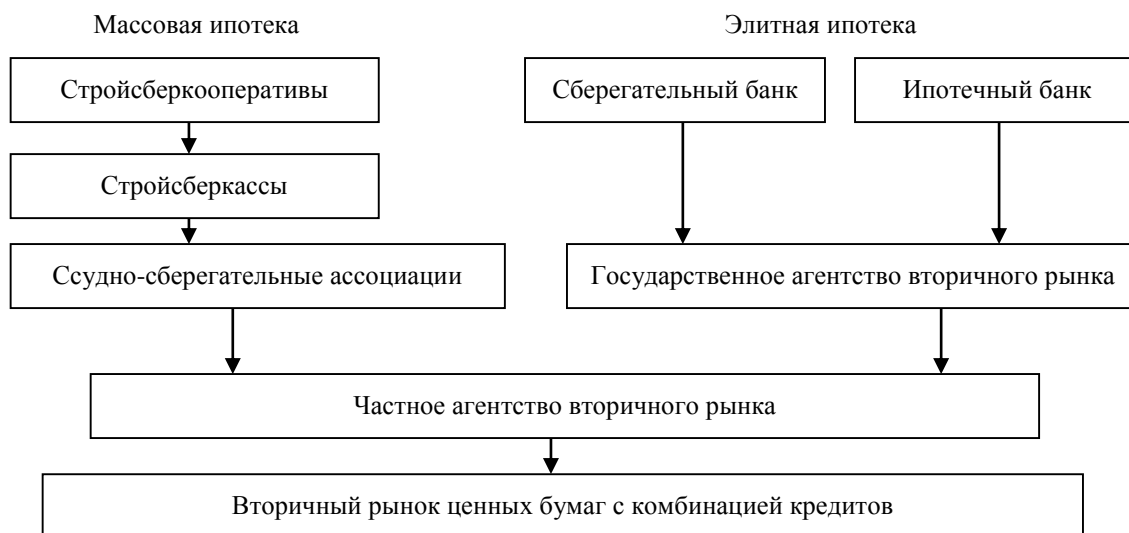 Массовая ипотека
Элитная ипотека
Стройсберкооперативы
Сберегательный банк
Ипотечный банк
Стройсберкассы
Ссудно-сберегательные ассоциации
Государственное агентство вторичного рынка
Частное агентство вторичного рынка
Вторичный рынок ценных бумаг с комбинацией кредитов